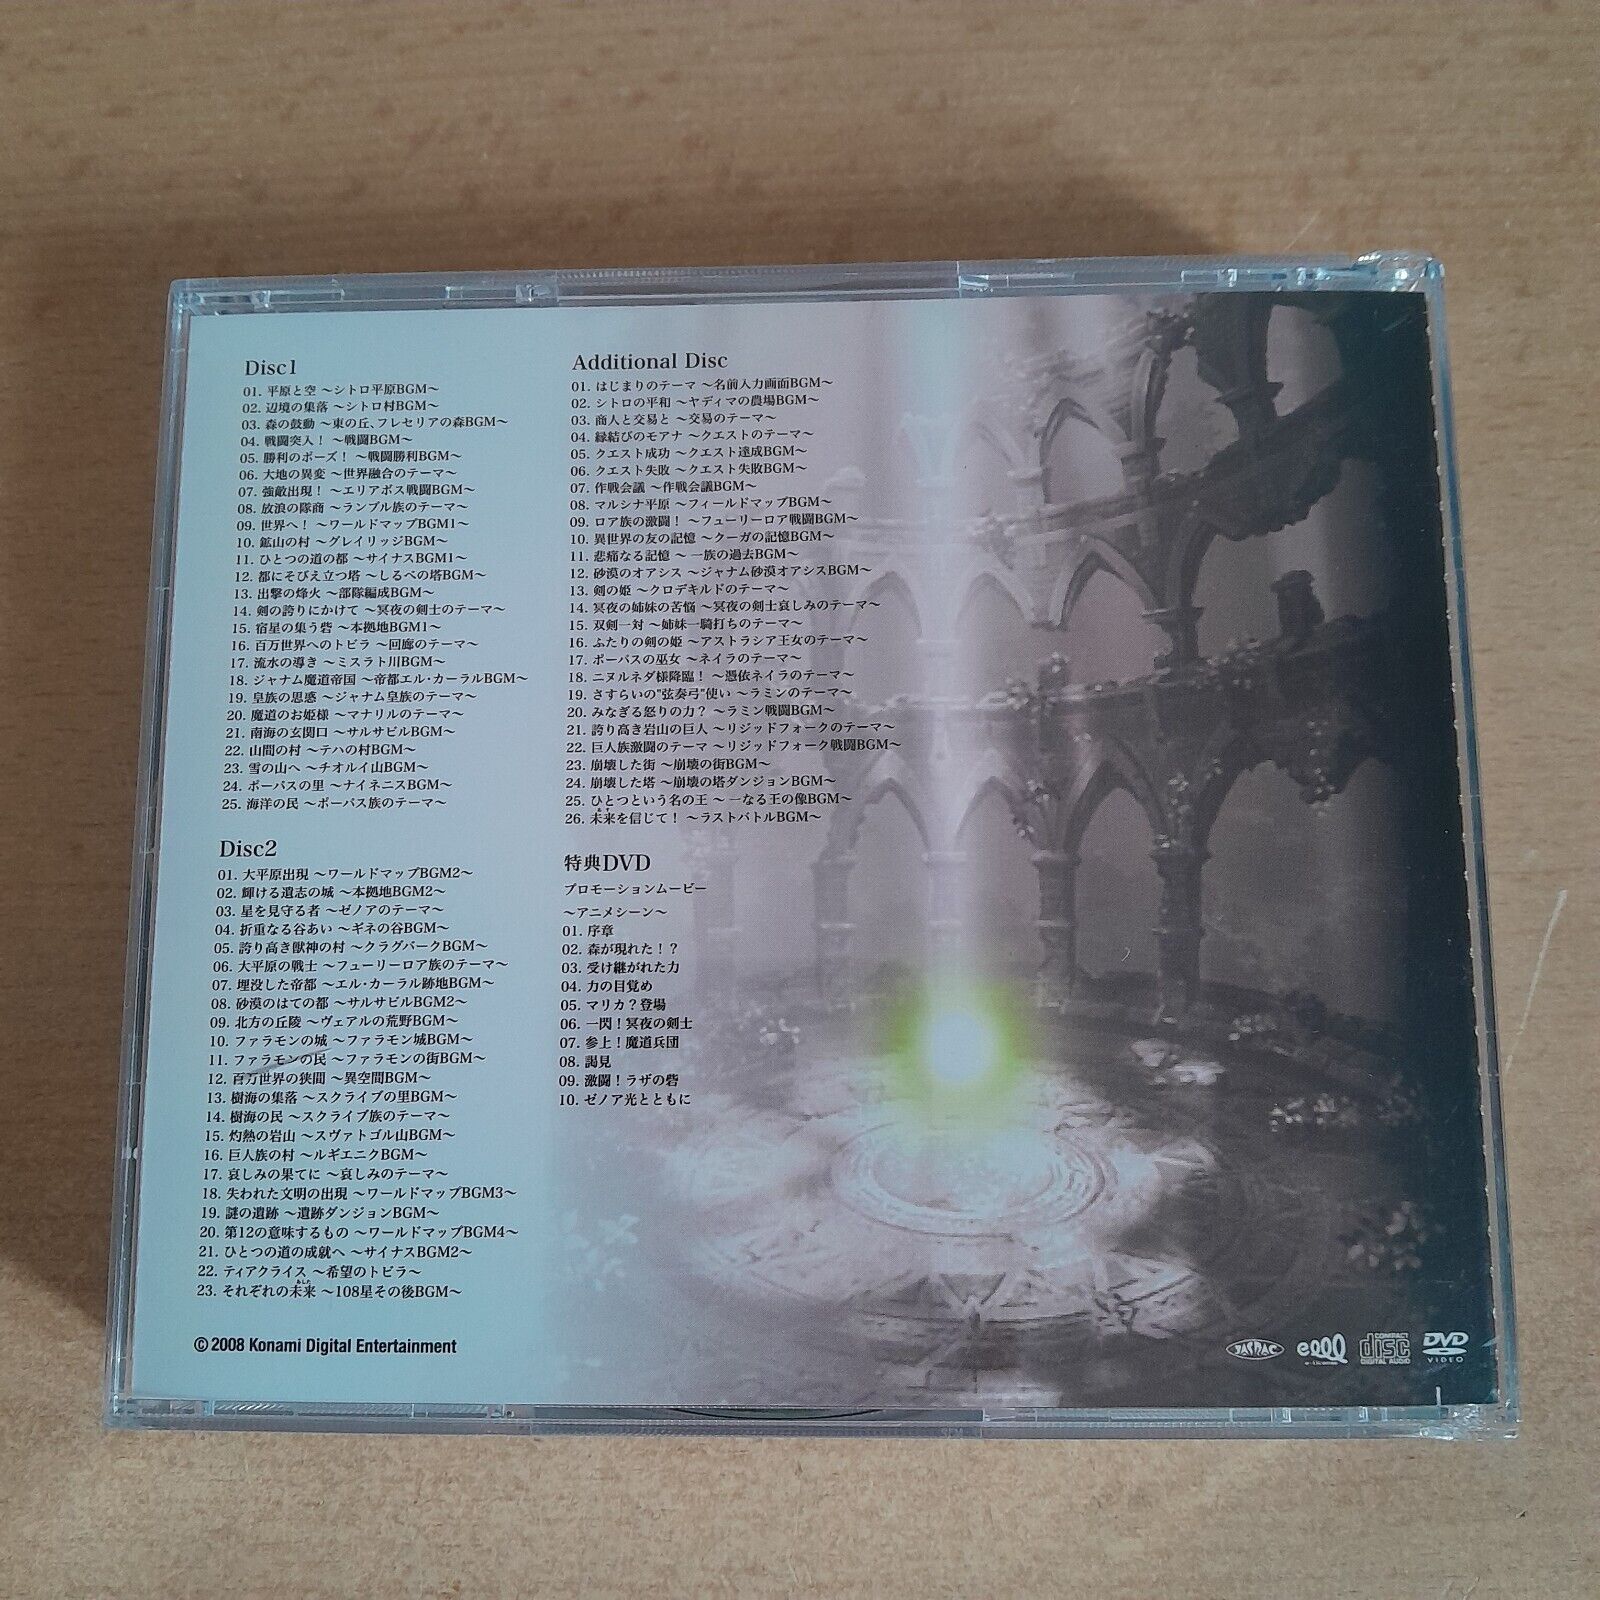 Disc1
01. 平原と空 ～シトロ平原BGM～
02. 辺境の集落 ～シトロ村BGM～
03. 森の鼓動 ～東の丘、フレセリアの森BGM～
04. 戦闘突入！ ～戦闘BGM～
05. 勝利のポーズ！ ～戦闘勝利BGM～
06. 大地の異変 ～世界融合のテーマ～
07. 強敵出現！ ～エリアボス戦闘BGM～
08. 放浪の隊商 ～ランブル族のテーマ～
09. 世界へ！ ～ワールドマップBGM1～
10. 鉱山の村 ～グレイリッジBGM～
11. ひとつの道の都 ～サイナスBGM1～
12. 都にそびえ立つ塔 ～しるべの塔BGM～
13. 出撃の烽火 ～部隊編成BGM～
14. 剣の誇りにかけて ～冥夜の剣士のテーマ～
15. 宿星の集う砦 ～本拠地BGM1～
16. 百万世界へのトビラ ～回廊のテーマ～
17. 流水の導き ～ミスラト川BGM～
18. ジャナム魔道帝国 ～帝都エル・カーラルBGM～
19. 皇族の思惑 ～ジャナム皇族のテーマ～
20. 魔道のお姫様 ～マナリルのテーマ～
21. 南海の玄関口 ～サルサビルBGM～
22. 山間の村 ～テハの村BGM～
23. 雪の山へ ～チオルイ山BGM～
24. ポーパスの里 ～ナイネニスBGM～
25. 海洋の民 ～ポーパス族のテーマ～
Disc2
01. 大平原出現 ～ワールドマップBGM2～
02. 輝ける遺志の城 ～本拠地BGM2～
03. 星を見守る者 ～ゼノアのテーマ～
04. 折重なる谷あい ～ギネの谷BGM～
05. 誇り高き獣神の村 ～クラグバークBGM～
06. 大平原の戦士 ～フューリーロア族のテーマ～
07. 埋没した帝都 ～エル・カーラル跡地BGM～
08. 砂漠のはての都 ～サルサビルBGM2～
09. 北方の丘陵 ～ヴェアルの荒野BGM～
10. ファラモンの城 ～ファラモン城BGM～
11. ファラモンの民 ～ファラモンの街BGM～
12. 百万世界の狭間 ～異空間BGM～
13. 樹海の集落 ～スクライブの里BGM～
14. 樹海の民 ～スクライブ族のテーマ～
15. 灼熱の岩山 ～スヴァトゴル山BGM～
16. 巨人族の村 ～ルギエニクBGM～
17. 哀しみの果てに ～哀しみのテーマ～
18. 失われた文明の出現 ～ワールドマップBGM3～
19. 謎の遺跡 ～遺跡ダンジョンBGM～
20. 第12の意味するもの ～ワールドマップBGM4～
21. ひとつの道の成就へ ～サイナスBGM2～
22. ティアクライス ～希望のトビラ～
あした
23. それぞれの未来 ～108星その後BGM～
Additional Disc
01. はじまりのテーマ ～名前入力画面BGM～
02. シトロの平和 ～ヤディマの農場BGM～
03. 商人と交易と ～交易のテーマ～
04. 縁結びのモアナ ～クエストのテーマ～
05. クエスト成功 ～クエスト達成BGM～
06. クエスト失敗 ～クエスト失敗BGM～
07. 作戦会議 ～作戦会議BGM～
08. マルシナ平原 ～フィールドマップBGM～
09. ロア族の激闘！ ～フューリーロア戦闘BGM～
10. 異世界の友の記憶 ～クーガの記憶BGM～
11. 悲痛なる記憶 ～ 一族の過去BGM～
12. 砂漠のオアシス ～ジャナム砂漠オアシスBGM～
13. 剣の姫 ～クロデキルドのテーマ～
14. 冥夜の姉妹の苦悩 ～冥夜の剣士哀しみのテーマ～
15. 双剣一対 ～姉妹一騎打ちのテーマ～
16. ふたりの剣の姫 ～アストラシア王女のテーマ～
17. ポーパスの巫女 ～ネイラのテーマ～
18. ニヌルネダ様降臨！ ～憑依ネイラのテーマ～
19. さすらいの"弦奏弓"使い ～ラミンのテーマ～
20. みなぎる怒りの力？ ～ラミン戦闘BGM～
21. 誇り高き岩山の巨人 ～リジッドフォークのテーマ～
22. 巨人族激闘のテーマ ～リジッドフォーク戦闘BGM～
23. 崩壊した街 ～崩壊の街BGM～
24. 崩壊した塔 ～崩壊の塔ダンジョンBGM～
25. ひとつという名の王 ～ 一なる王の像BGM～
26. 未来を信じて！ ～ラストバトルBGM～
特典DVD
プロモーションムービー
～アニメシーン～
01. 序章
02. 森が現れた！？
03. 受け継がれた力
04. 力の目覚め
05. マリカ？登場
06. 一閃！冥夜の剣士
07. 参上！魔道兵団
08. 謁見
09. 激闘！ラザの砦
10. ゼノア光とともに
©2008 Konami Digital Entertainment
JASRAC
COMPACT
disc
DIGITAL AUDIO
DVD
VIDEO